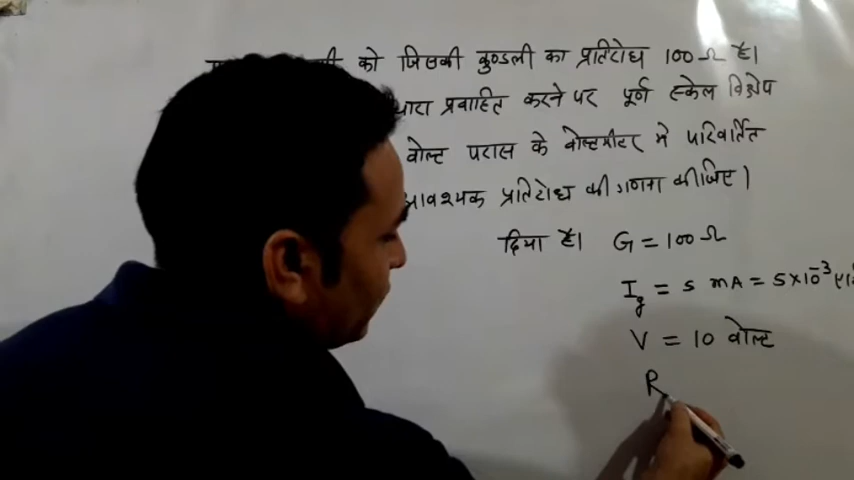 को जिसकी कुण्डली का प्रतिरोध 100 Ω है।
धारा प्रवाहित करने पर पूर्ण स्केल विक्षेप
वोल्ट परास के वोल्टमीटर मे परिवर्तित
आवश्यक प्रतिरोध की गणना कीजिए।
दिया है। G = 100 Ω
Ig = 5 mA = 5×10⁻³
V = 10 वोल्ट
R